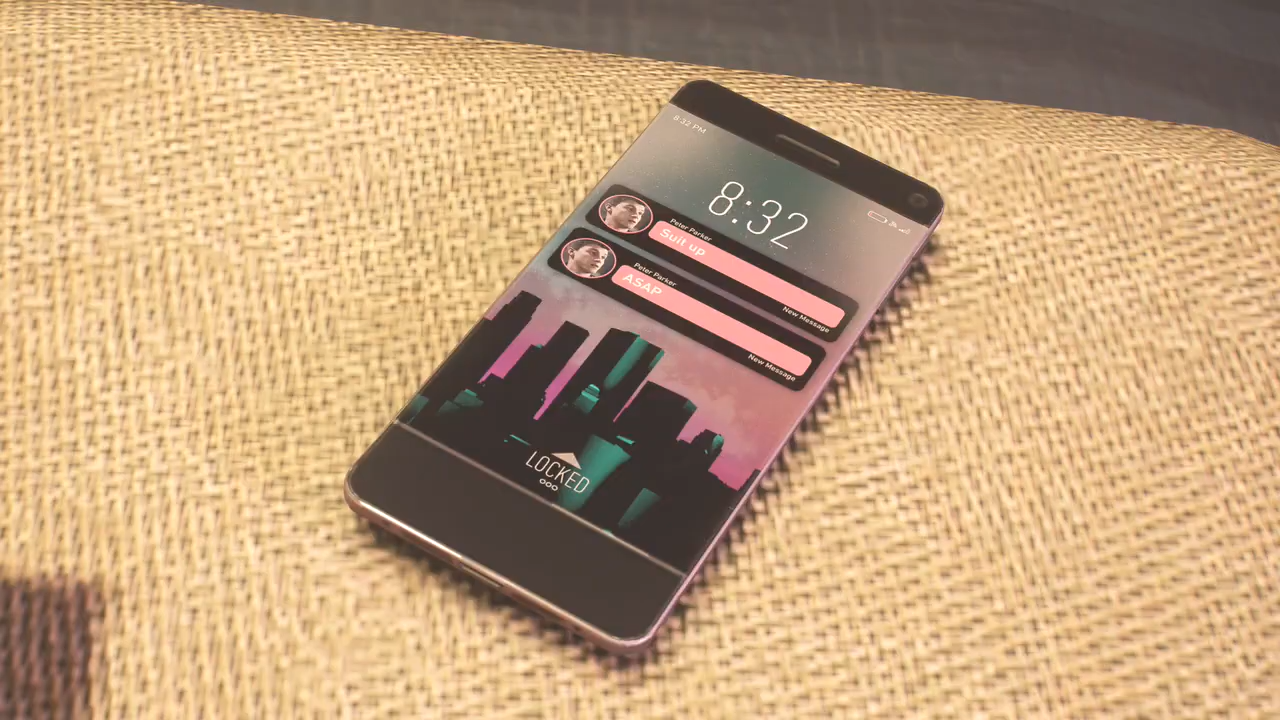 8:32 PM
8:32
Peter Parker
Suit up
New Message
Peter Parker
ASAP
New Message
LOCKED